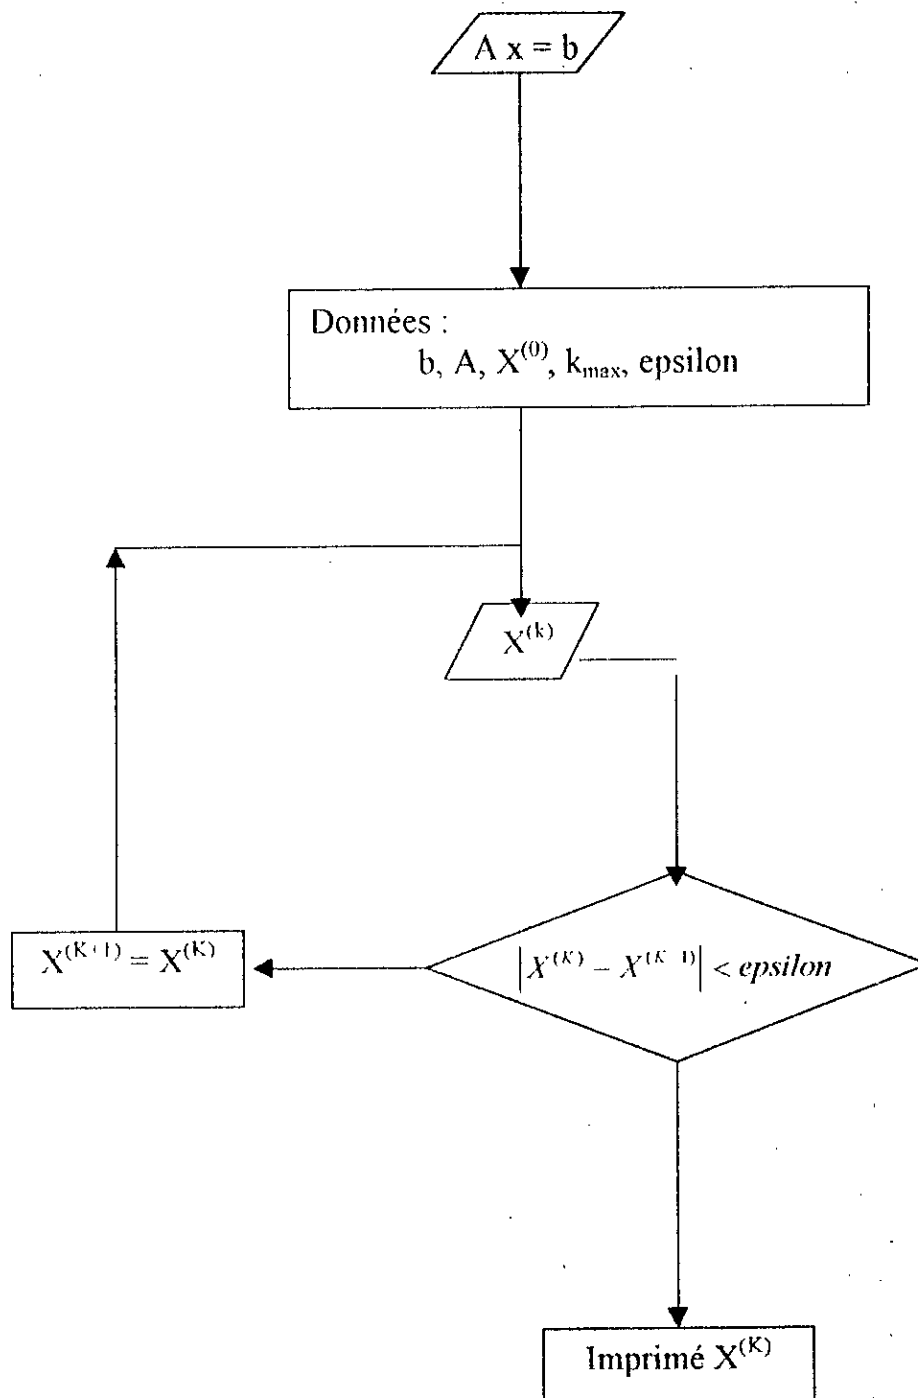 A x = b
Données :
b, A, X^(0), k_max, epsilon
X^(k)
X^(K+1) = X^(K)
|X^(K) − X^(K-1)| < epsilon
Imprimé X^(K)